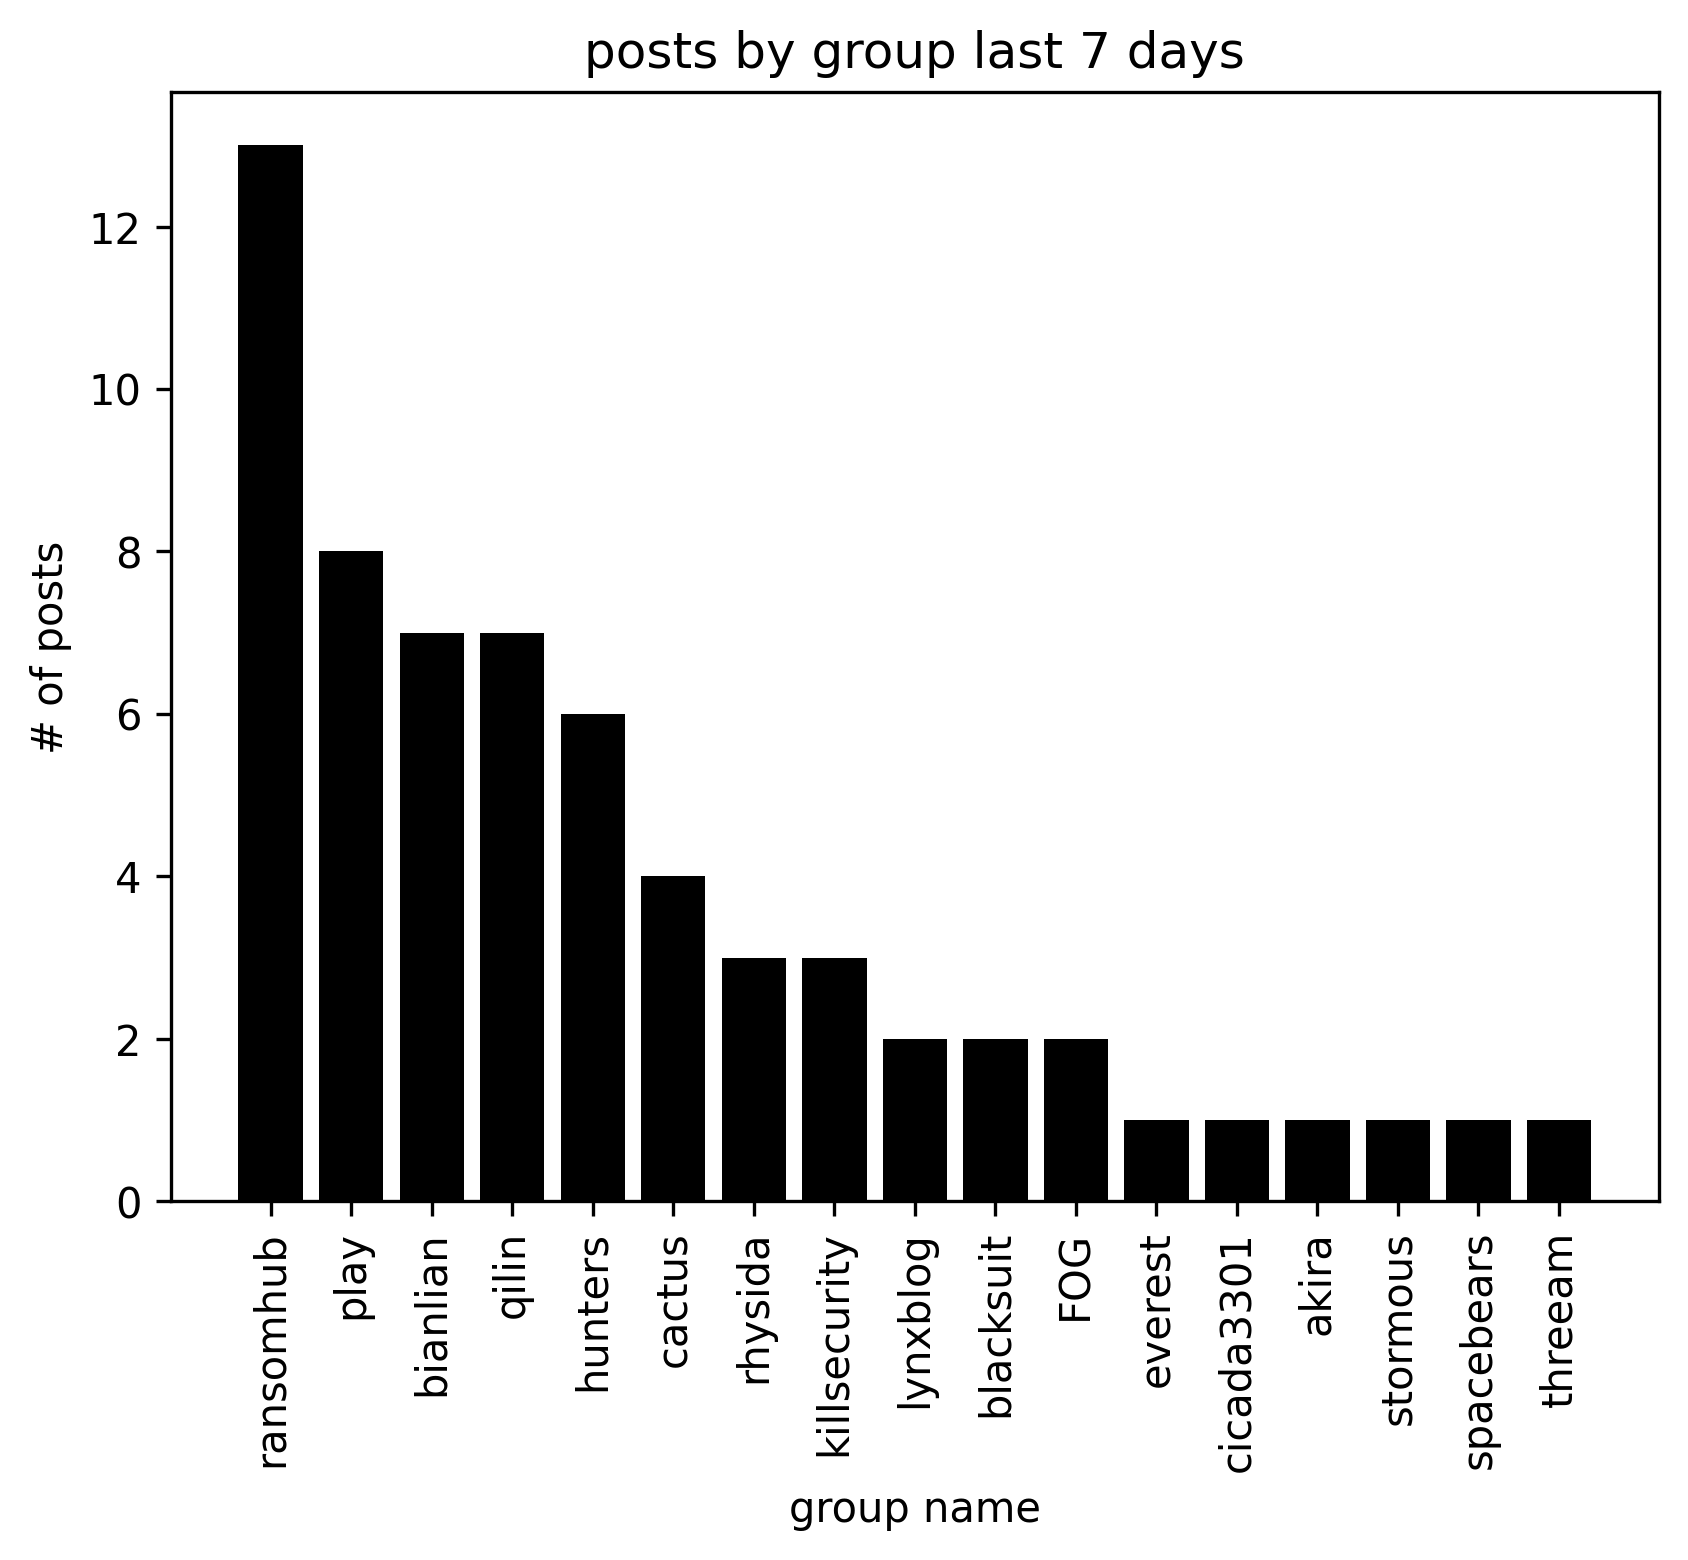 posts by group last 7 days
# of posts
12
10
8
6
4
2
0
ransomhub
play
bianlian
qilin
hunters
cactus
rhysida
killsecurity
lynxblog
blacksuit
FOG
everest
cicada3301
akira
stormous
spacebears
threeam
group name